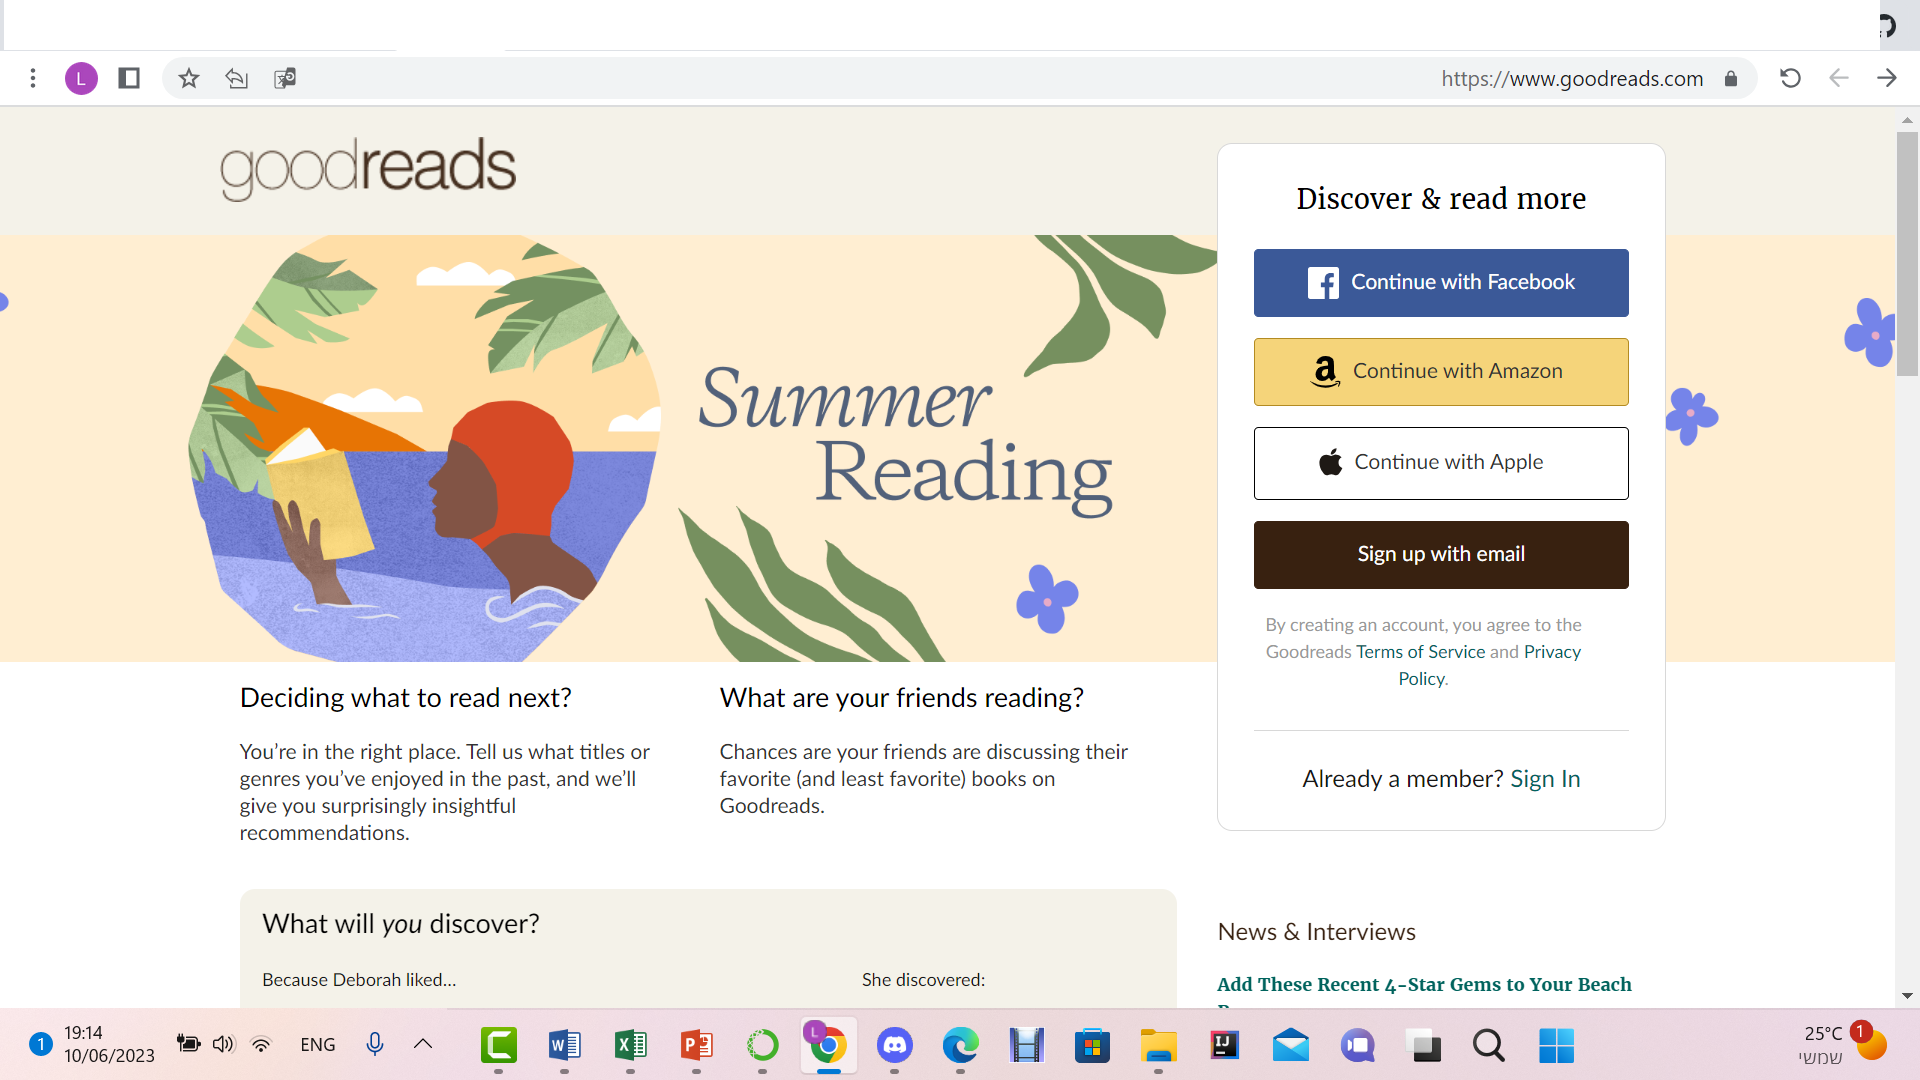 L
https://www.goodreads.com
goodreads
Discover & read more
Continue with Facebook
Continue with Amazon
Continue with Apple
Sign up with email
By creating an account, you agree to the
Goodreads Terms of Service and Privacy
Policy.
Already a member? Sign In
Summer
Reading
Deciding what to read next?
You’re in the right place. Tell us what titles or
genres you’ve enjoyed in the past, and we’ll
give you surprisingly insightful
recommendations.
What are your friends reading?
Chances are your friends are discussing their
favorite (and least favorite) books on
Goodreads.
What will you discover?
Because Deborah liked…
She discovered:
News & Interviews
Add These Recent 4-Star Gems to Your Beach
1
19:14
10/06/2023
ENG
L
IJ
25°C
שמשי
1